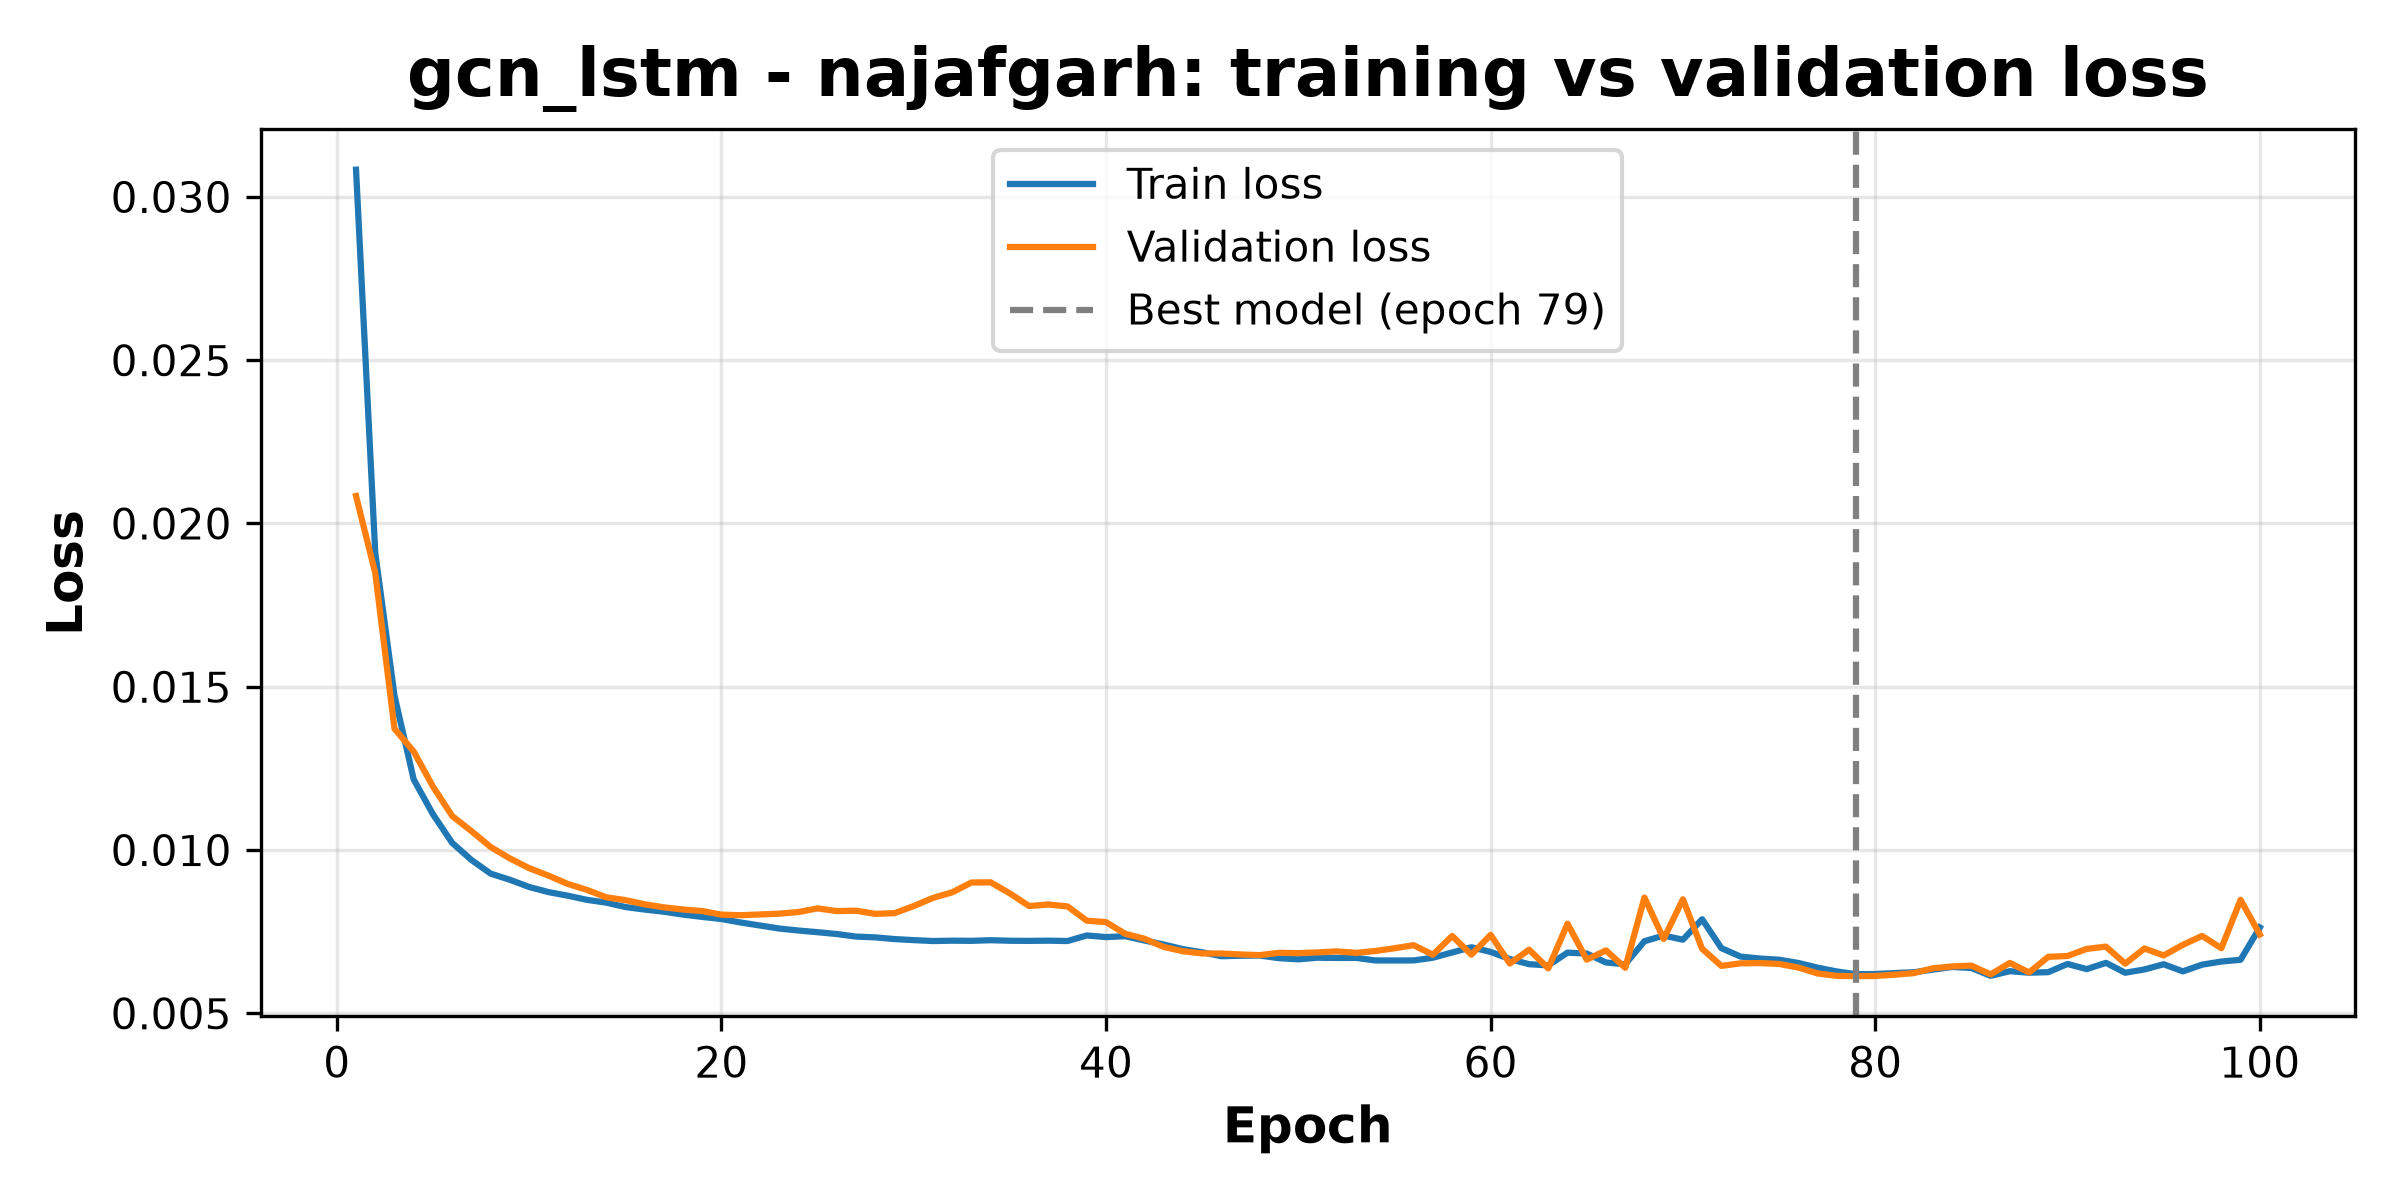 gcn_lstm - najafgarh: training vs validation loss
Train loss
Validation loss
Best model (epoch 79)
Loss
0.030
0.025
0.020
0.015
0.010
0.005
0 20 40 60 80 100
Epoch